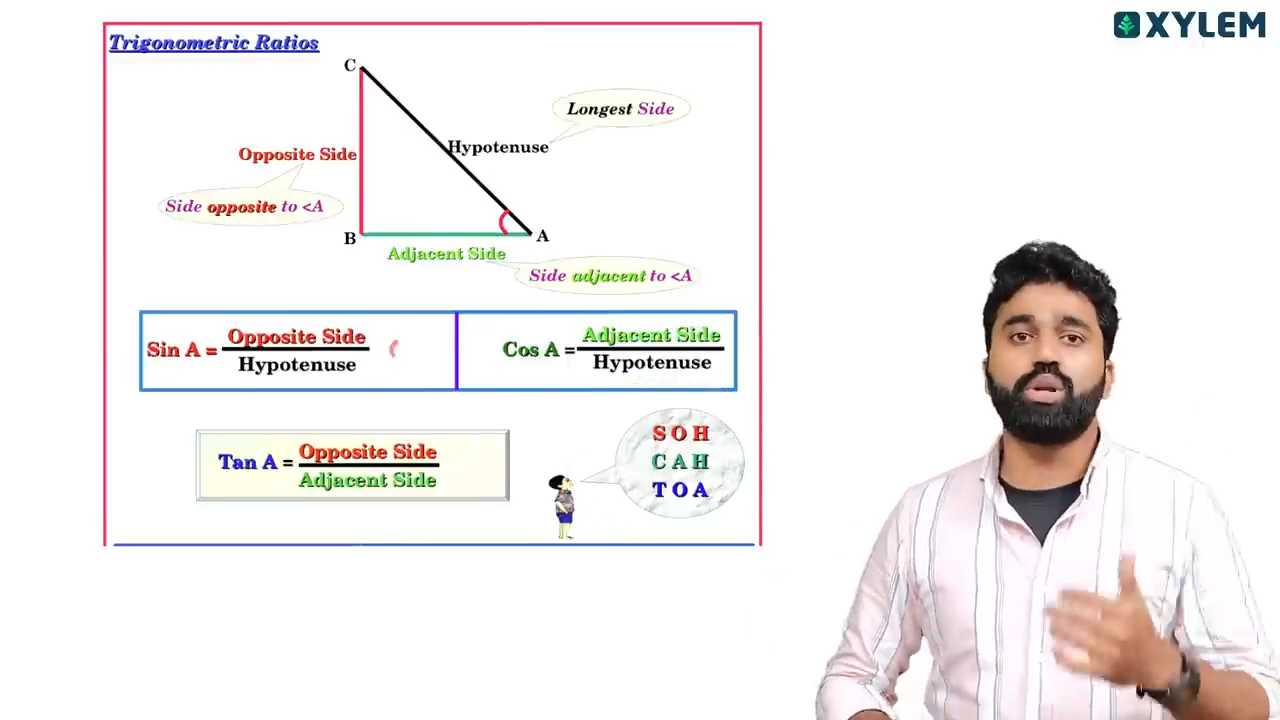 XYLEM
Trigonometric Ratios
C
Longest Side
Hypotenuse
Opposite Side
Side opposite to <A
B
A
Adjacent Side
Side adjacent to <A
Sin A = Opposite Side
Hypotenuse
Cos A = Adjacent Side
Hypotenuse
Tan A = Opposite Side
Adjacent Side
S O H
C A H
T O A